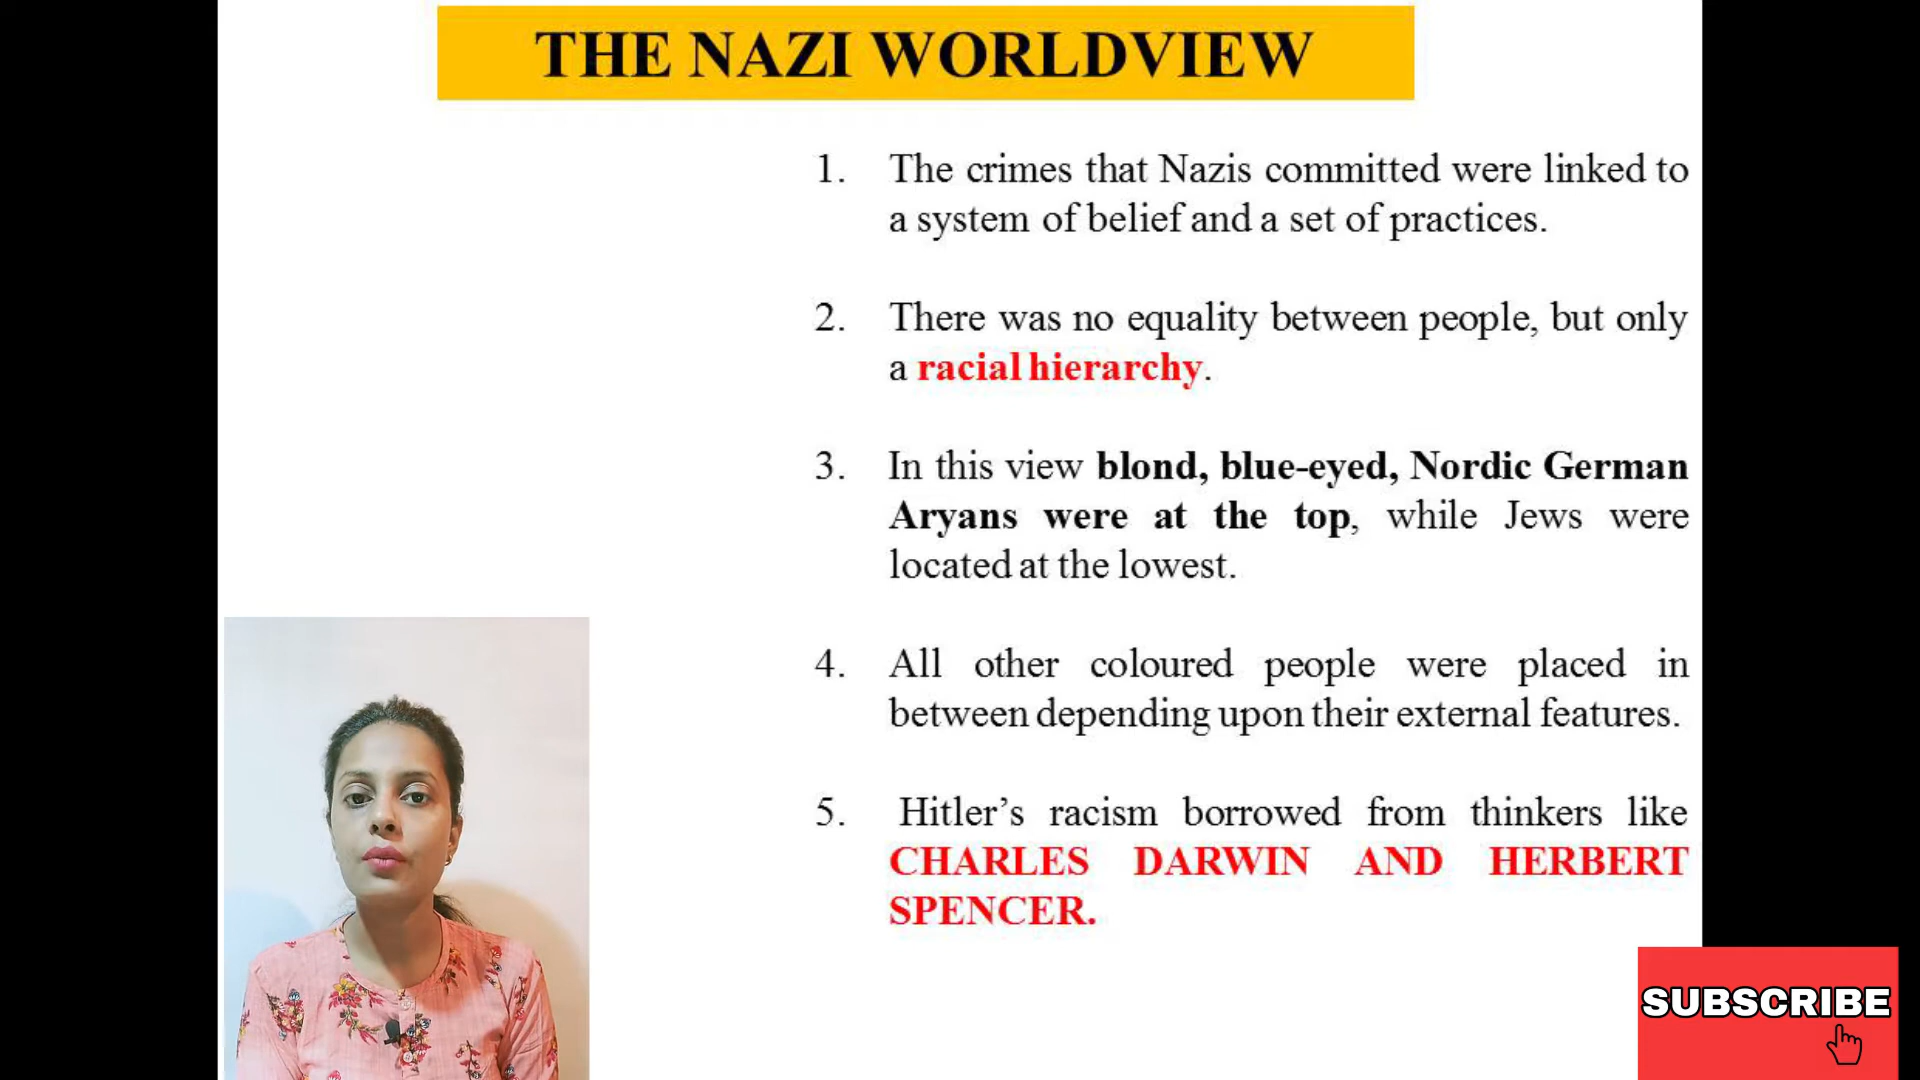 THE NAZI WORLDVIEW
1. The crimes that Nazis committed were linked to
a system of belief and a set of practices.
2. There was no equality between people, but only
a racial hierarchy.
3. In this view blond, blue-eyed, Nordic German
Aryans were at the top, while Jews were
located at the lowest.
4. All other coloured people were placed in
between depending upon their external features.
5. Hitler’s racism borrowed from thinkers like
CHARLES DARWIN AND HERBERT
SPENCER.
SUBSCRIBE